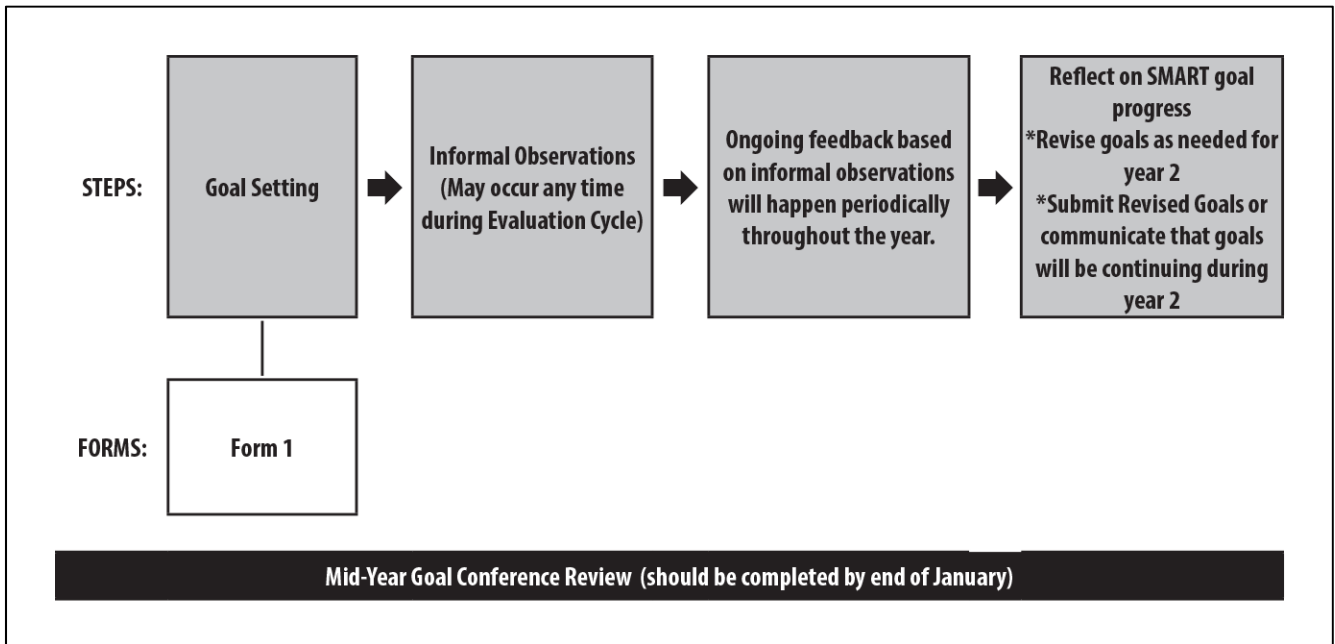 STEPS:
Goal Setting
Informal Observations
(May occur any time
during Evaluation Cycle)
Ongoing feedback based
on informal observations
will happen periodically
throughout the year.
Reflect on SMART goal
progress
*Revise goals as needed for
year 2
*Submit Revised Goals or
communicate that goals
will be continuing during
year 2
FORMS:
Form 1
Mid-Year Goal Conference Review (should be completed by end of January)